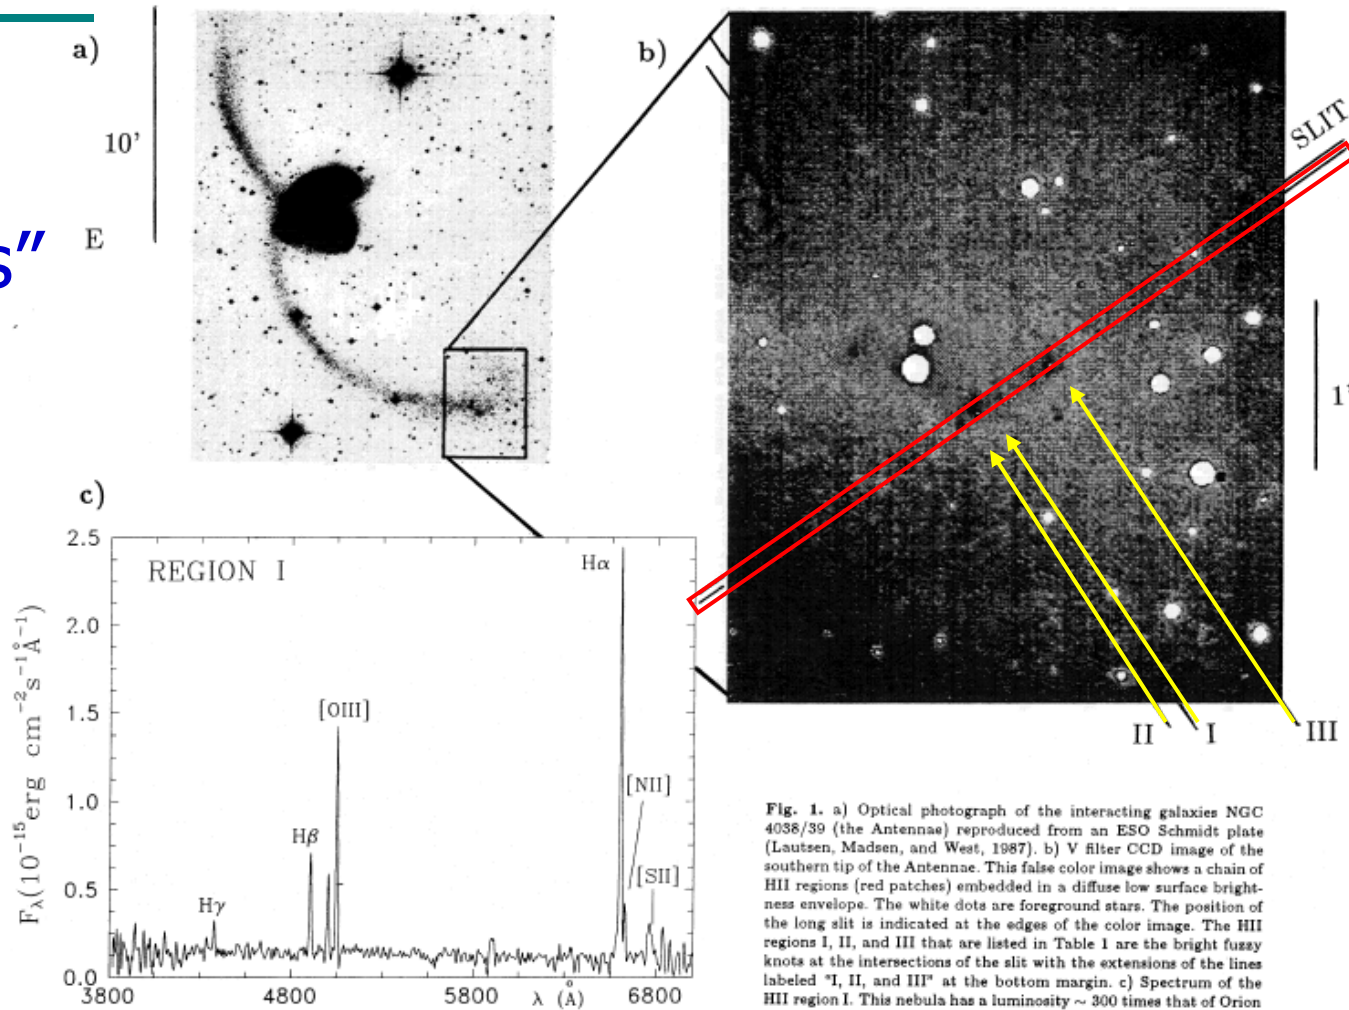 a)
10'
E
s"
b)
SLIT
1'
II
I
III
c)
REGION I
Hα
[OIII]
[NII]
Hβ
[SII]
Hγ
2.5
2.0
1.5
1.0
0.5
0.0
F_λ(10⁻¹⁵erg cm⁻²s⁻¹Å⁻¹)
3800 4800 5800 λ (Å) 6800
Fig. 1. a) Optical photograph of the interacting galaxies NGC
4038/39 (the Antennae) reproduced from an ESO Schmidt plate
(Lautsen, Madsen, and West, 1987). b) V filter CCD image of the
southern tip of the Antennae. This false color image shows a chain of
HII regions (red patches) embedded in a diffuse low surface bright-
ness envelope. The white dots are foreground stars. The position of
the long slit is indicated at the edges of the color image. The HII
regions I, II, and III that are listed in Table 1 are the bright fuzzy
knots at the intersections of the slit with the extensions of the lines
labeled "I, II, and III" at the bottom margin. c) Spectrum of the
HII region I. This nebula has a luminosity ~ 300 times that of Orion